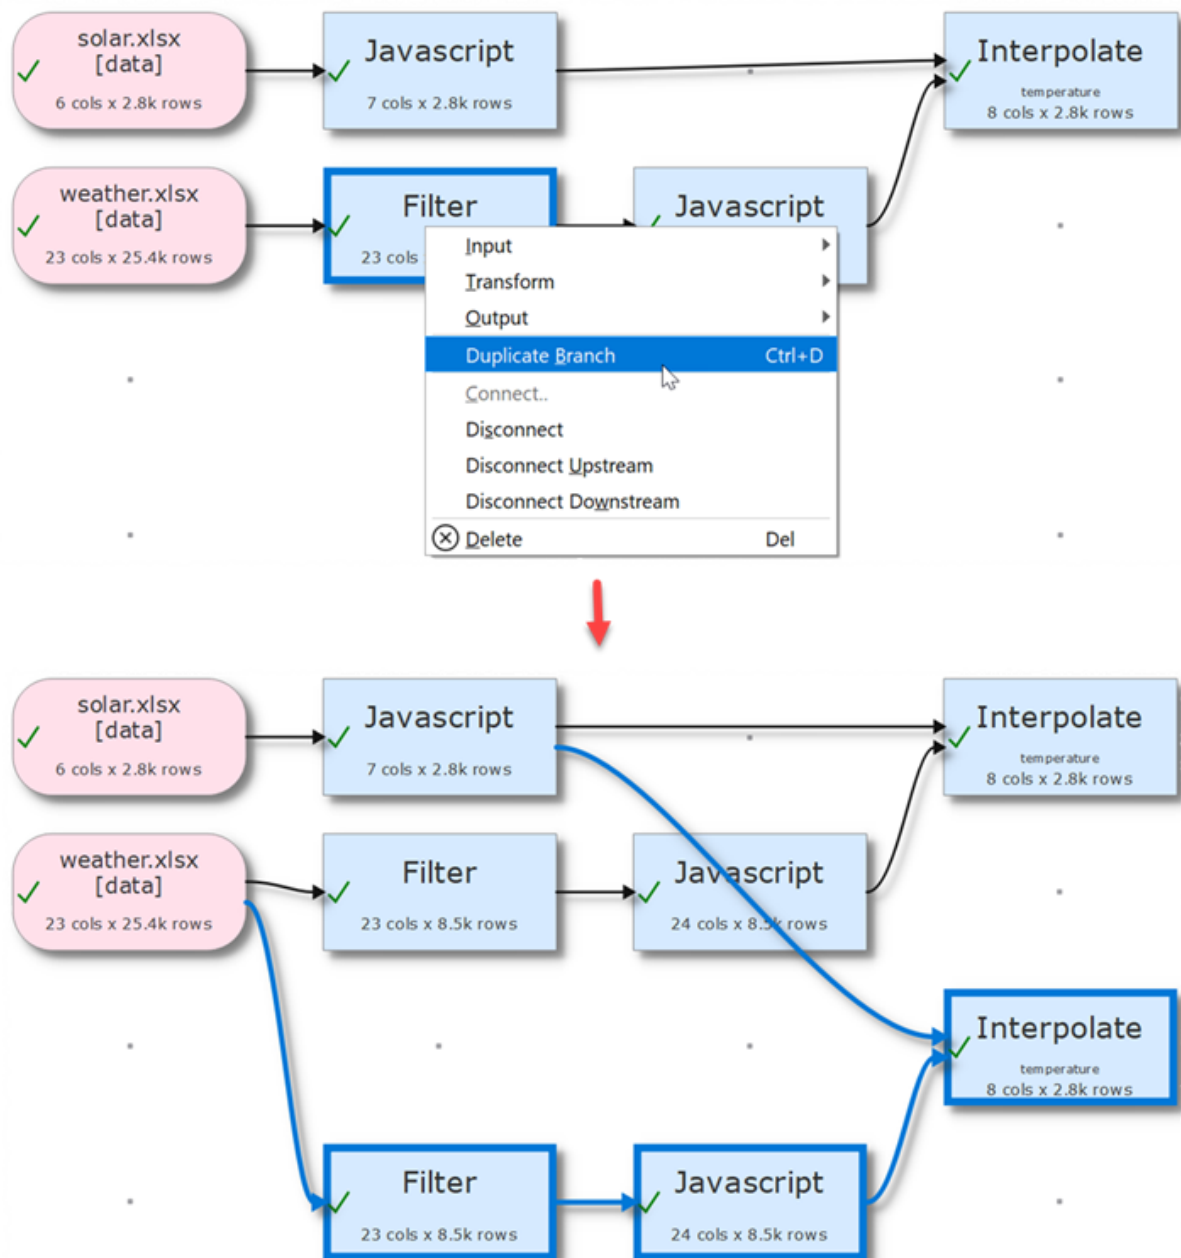 solar.xlsx
[data]
6 cols x 2.8k rows
Javascript
7 cols x 2.8k rows
Interpolate
temperature
8 cols x 2.8k rows
weather.xlsx
[data]
23 cols x 25.4k rows
Filter
23 cols
Javascript
Input
Transform
Output
Duplicate Branch Ctrl+D
Connect..
Disconnect
Disconnect Upstream
Disconnect Downstream
Delete Del
solar.xlsx
[data]
6 cols x 2.8k rows
Javascript
7 cols x 2.8k rows
Interpolate
temperature
8 cols x 2.8k rows
weather.xlsx
[data]
23 cols x 25.4k rows
Filter
23 cols x 8.5k rows
Javascript
24 cols x 8.5k rows
Interpolate
temperature
8 cols x 2.8k rows
Filter
23 cols x 8.5k rows
Javascript
24 cols x 8.5k rows